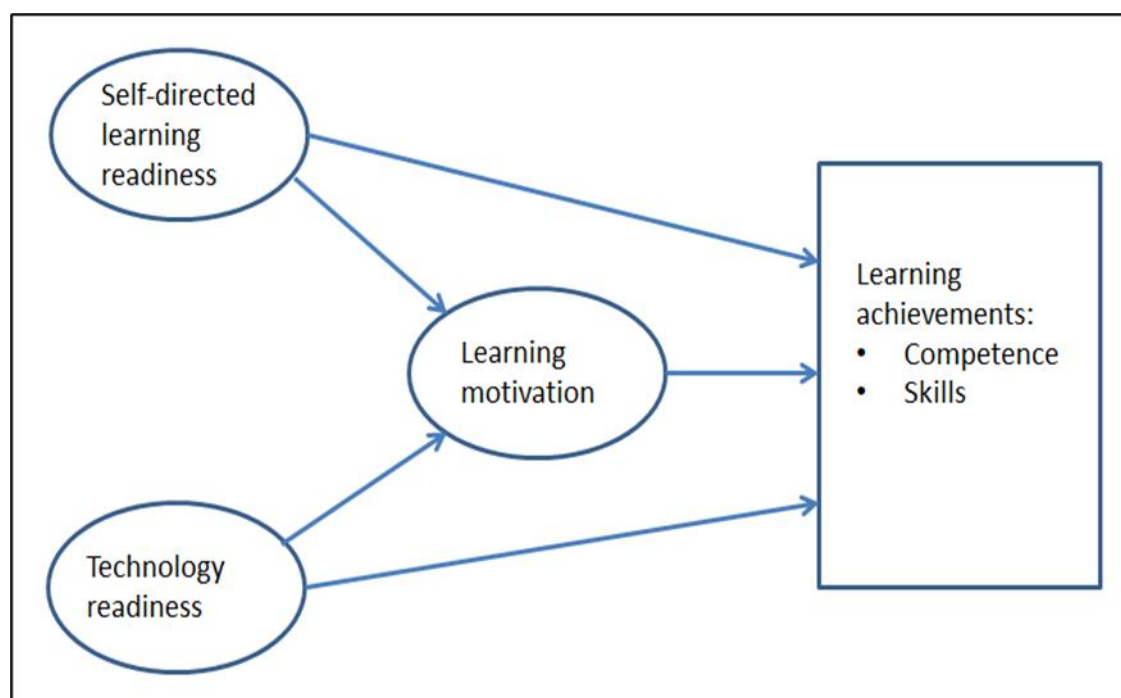 Self-directed
learning
readiness
Learning
motivation
Technology
readiness
Learning
achievements:
• Competence
• Skills